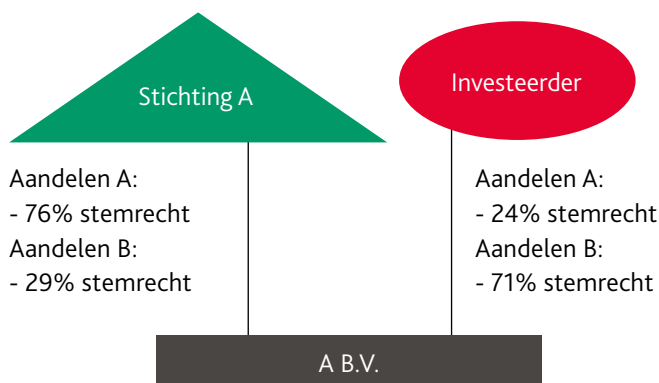 Stichting A
Investeerder
Aandelen A:
- 76% stemrecht
Aandelen B:
- 29% stemrecht
Aandelen A:
- 24% stemrecht
Aandelen B:
- 71% stemrecht
A B.V.